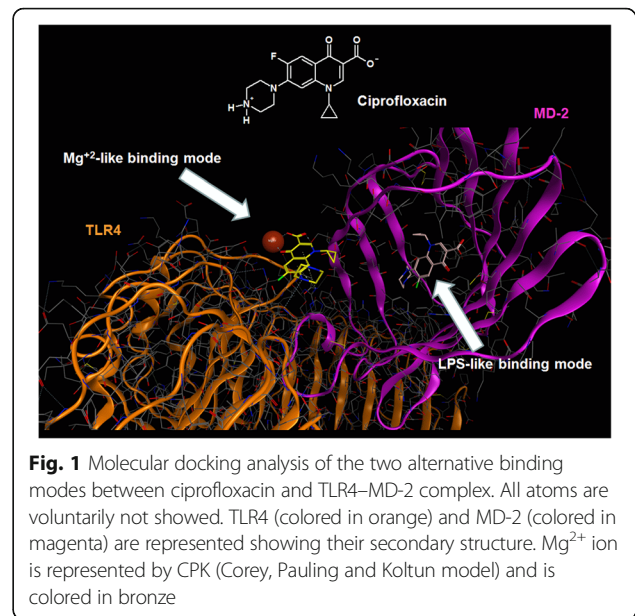 F
O
O
O⁻
N
N
N⁺
H
H
Ciprofloxacin
MD-2
Mg⁺²-like binding mode
TLR4
LPS-like binding mode
Fig. 1 Molecular docking analysis of the two alternative binding
modes between ciprofloxacin and TLR4–MD-2 complex. All atoms are
voluntarily not showed. TLR4 (colored in orange) and MD-2 (colored in
magenta) are represented showing their secondary structure. Mg²⁺ ion
is represented by CPK (Corey, Pauling and Koltun model) and is
colored in bronze